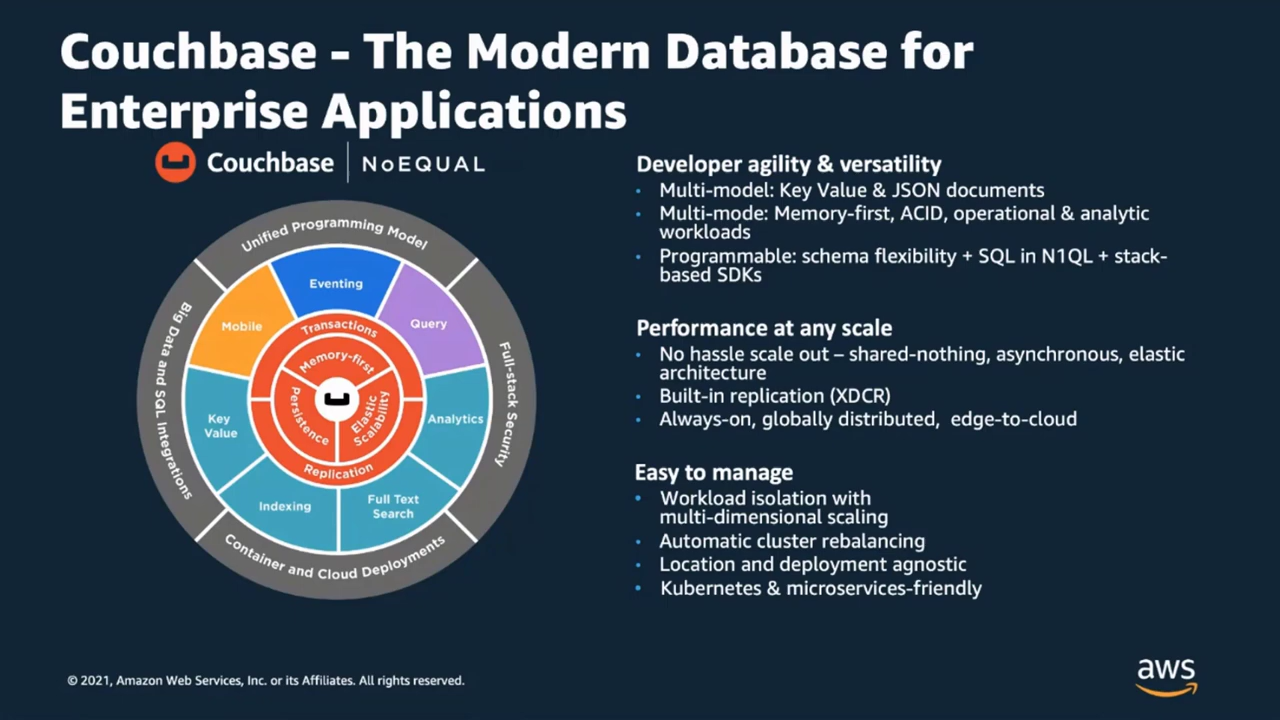 Couchbase - The Modern Database for
Enterprise Applications
Couchbase | NoEQUAL
Unified Programming Model
Big Data and SQL Integrations
Full-stack Security
Container and Cloud Deployments
Eventing
Mobile
Query
Key
Value
Analytics
Indexing
Full Text
Search
Transactions
Replication
Memory-first
Persistence
Elastic
Scalability
Developer agility & versatility
• Multi-model: Key Value & JSON documents
• Multi-mode: Memory-first, ACID, operational & analytic
workloads
• Programmable: schema flexibility + SQL in N1QL + stack-
based SDKs
Performance at any scale
• No hassle scale out – shared-nothing, asynchronous, elastic
architecture
• Built-in replication (XDCR)
• Always-on, globally distributed, edge-to-cloud
Easy to manage
• Workload isolation with
multi-dimensional scaling
• Automatic cluster rebalancing
• Location and deployment agnostic
• Kubernetes & microservices-friendly
© 2021, Amazon Web Services, Inc. or its Affiliates. All rights reserved.
aws